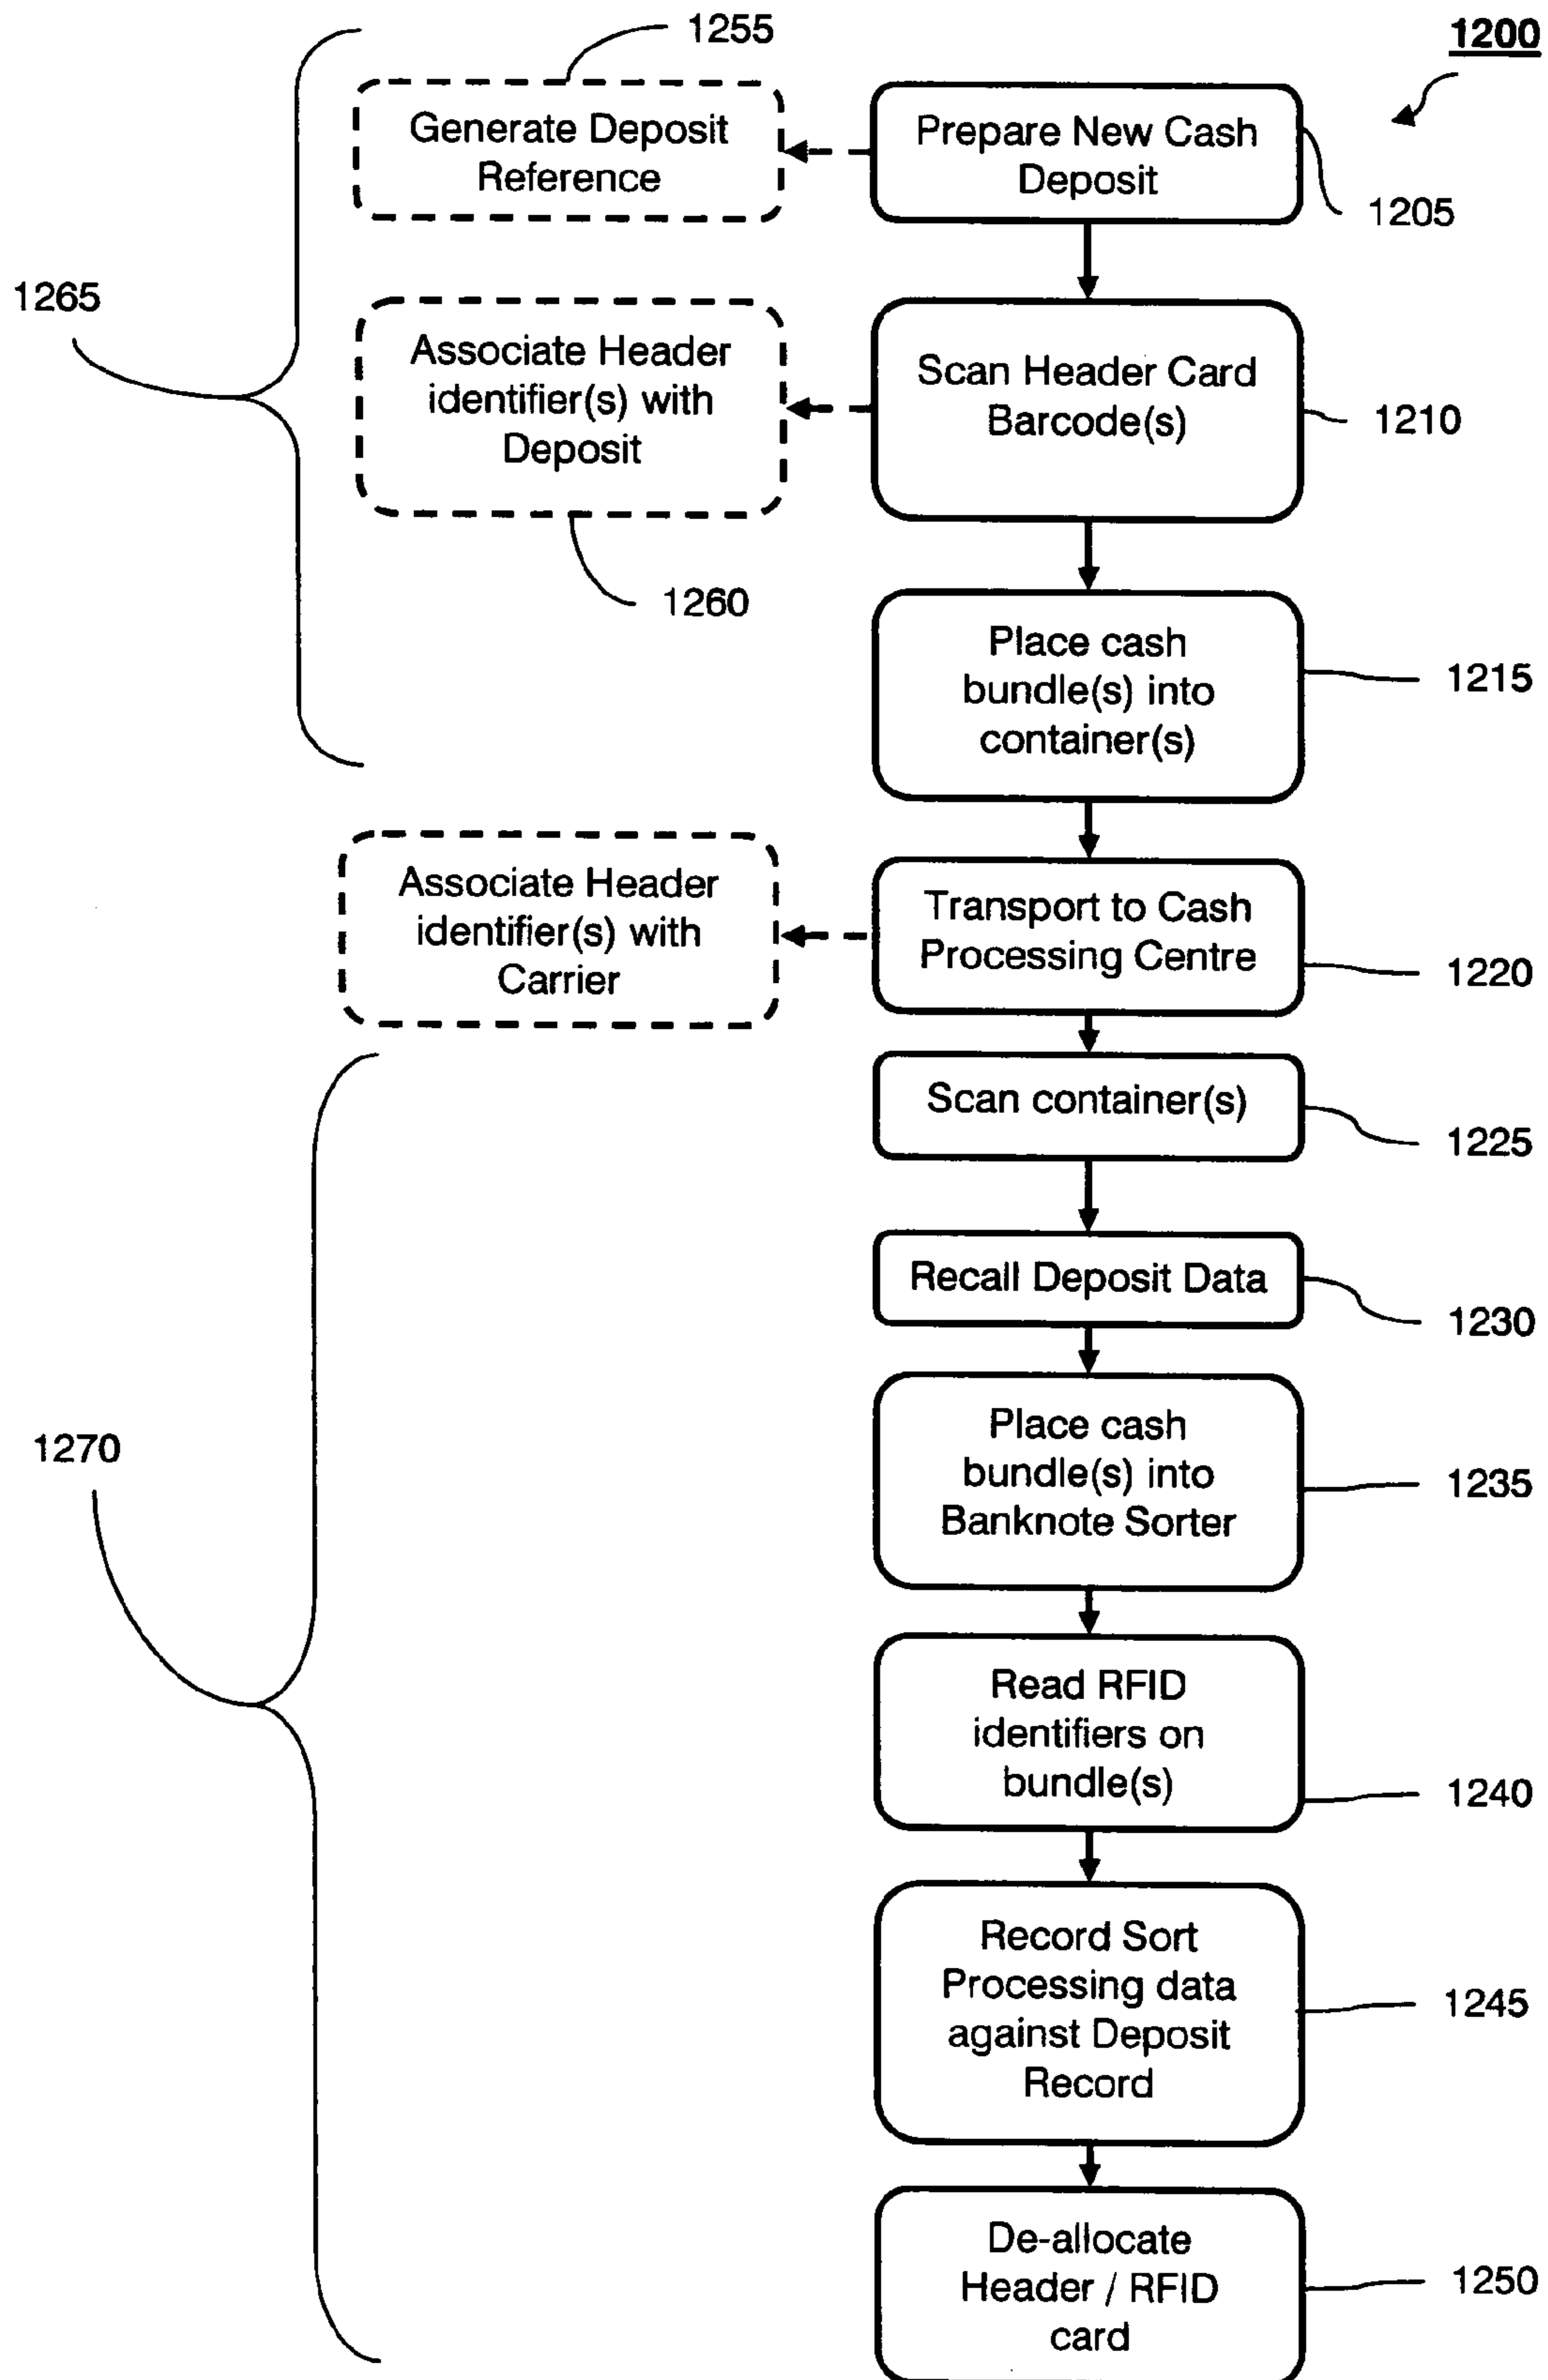 1255
1200
Generate Deposit
Reference
Prepare New Cash
Deposit
1205
1265
Associate Header
identifier(s) with
Deposit
Scan Header Card
Barcode(s)
1210
1260
Place cash
bundle(s) into
container(s)
1215
Associate Header
identifier(s) with
Carrier
Transport to Cash
Processing Centre
1220
Scan container(s)
1225
Recall Deposit Data
1230
1270
Place cash
bundle(s) into
Banknote Sorter
1235
Read RFID
identifiers on
bundle(s)
1240
Record Sort
Processing data
against Deposit
Record
1245
De-allocate
Header / RFID
card
1250